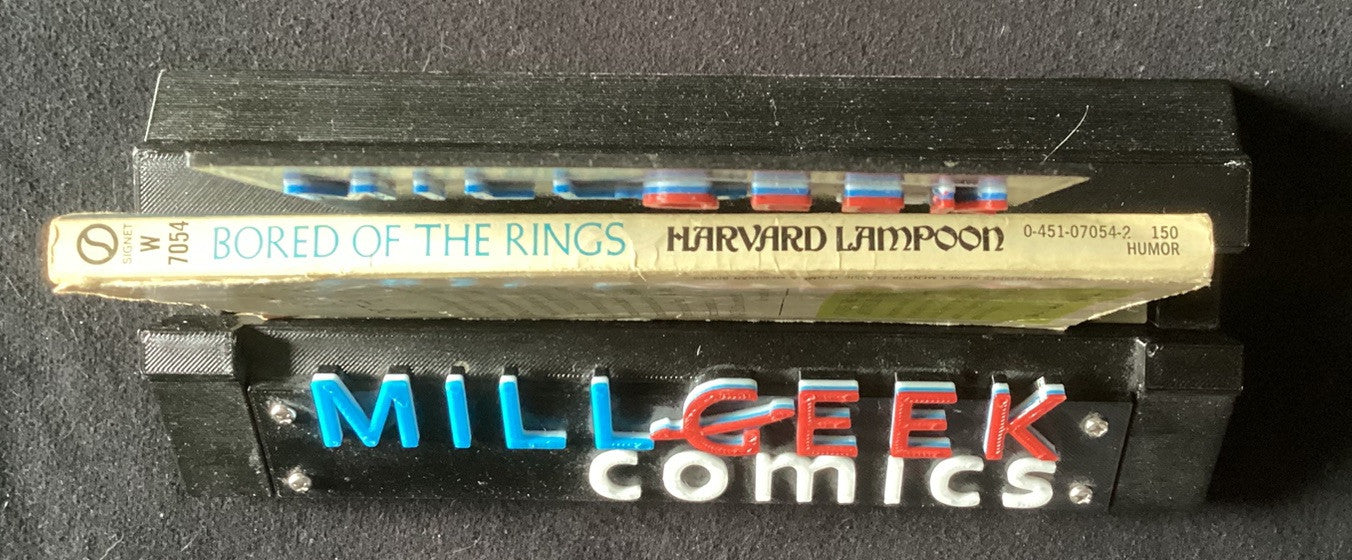 SIGNET
W
7054
BORED OF THE RINGS HARVARD LAMPOON 0-451-07054-2 150
HUMOR
MILLGEEK
comics